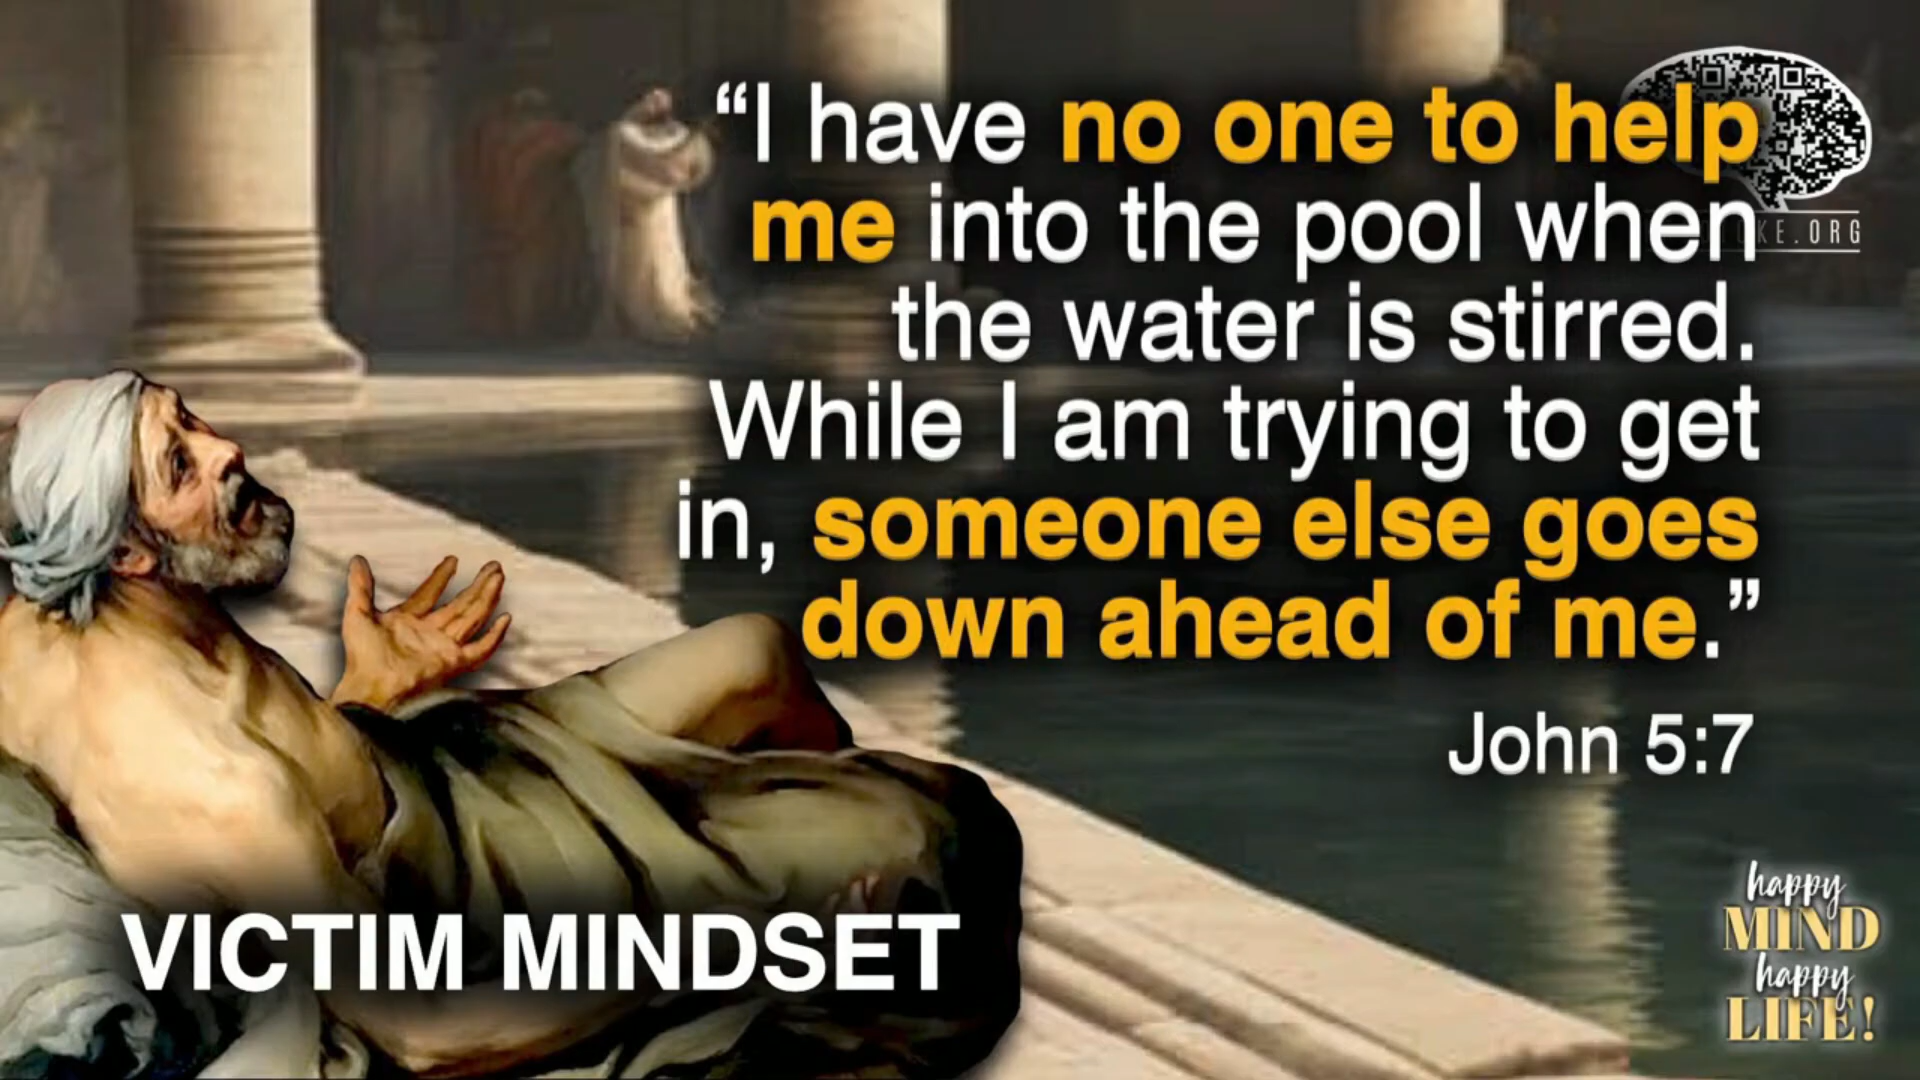 “I have no one to help
me into the pool when
the water is stirred.
While I am trying to get
in, someone else goes
down ahead of me.”
John 5:7
VICTIM MINDSET
happy
MIND
happy
LIFE!